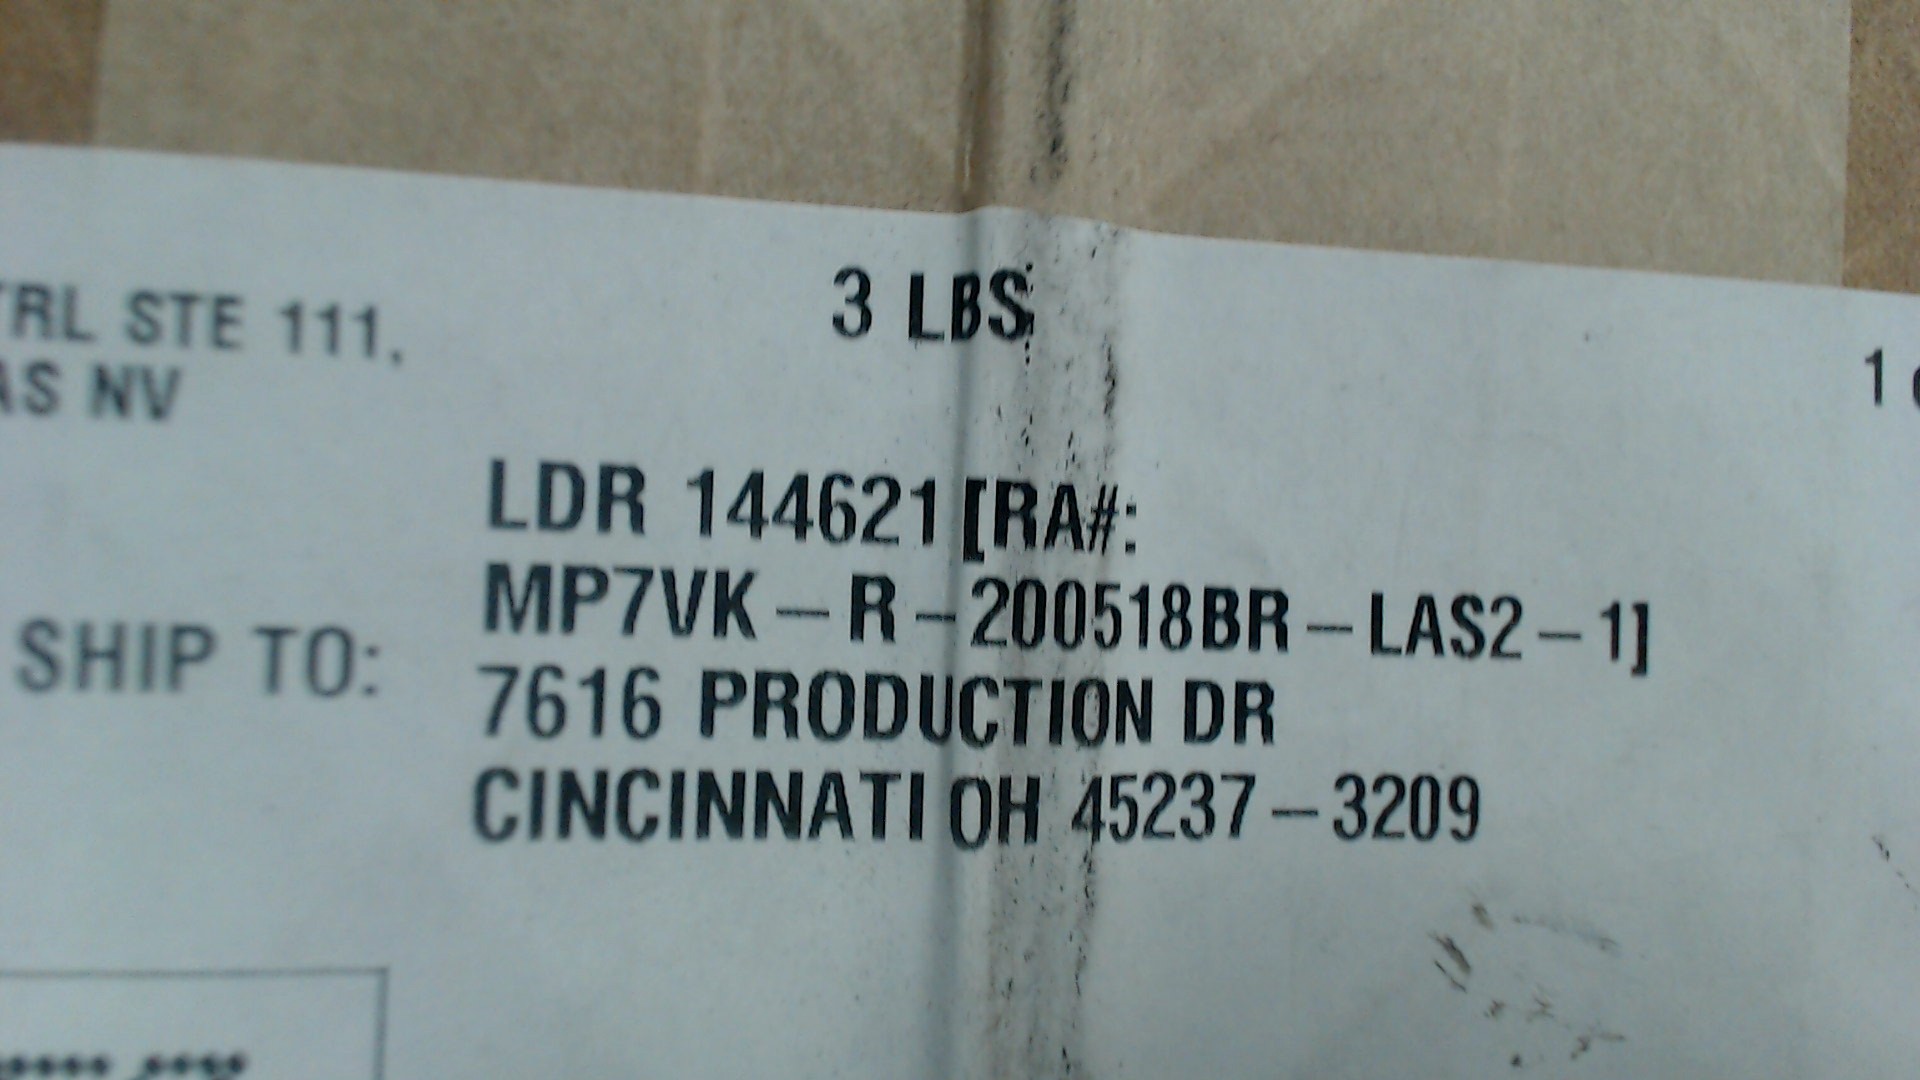 3 LBS
TRL STE 111,
AS NV
1
LDR 144621 [RA#:
MP7VK-R-200518BR-LAS2-1]
SHIP TO:
7616 PRODUCTION DR
CINCINNATI OH 45237-3209